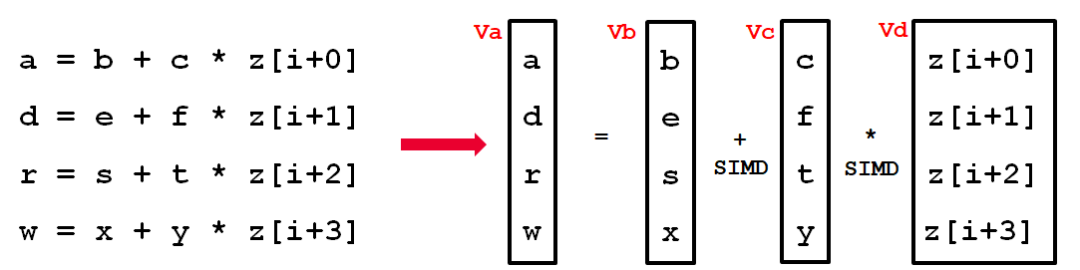 a = b + c * z[i+0]
d = e + f * z[i+1]
r = s + t * z[i+2]
w = x + y * z[i+3]
Va
a
d
r
w
=
Vb
b
e
s
x
+
SIMD
Vc
c
f
t
y
*
SIMD
Vd
z[i+0]
z[i+1]
z[i+2]
z[i+3]